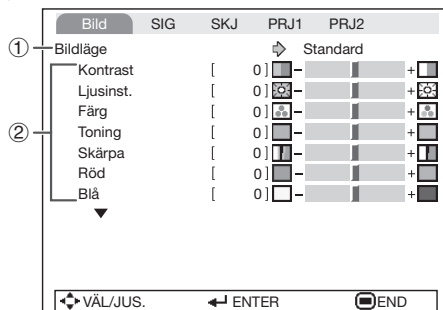 Bild SIG SKJ PRJ1 PRJ2
① Bildläge Standard
② Kontrast [ 0 ] - +
Ljusinst. [ 0 ] - +
Färg [ 0 ] - +
Toning [ 0 ] - +
Skärpa [ 0 ] - +
Röd [ 0 ] - +
Blå [ 0 ] - +
VÄL/JUS. ENTER END